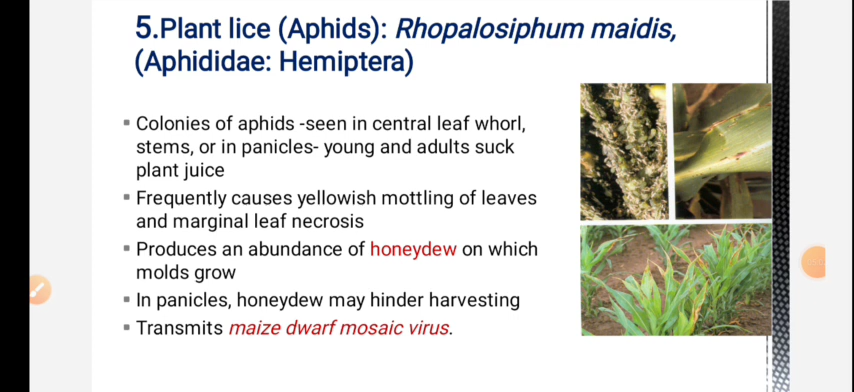 5.Plant lice (Aphids): Rhopalosiphum maidis,
(Aphididae: Hemiptera)
▪ Colonies of aphids -seen in central leaf whorl,
stems, or in panicles- young and adults suck
plant juice
▪ Frequently causes yellowish mottling of leaves
and marginal leaf necrosis
▪ Produces an abundance of honeydew on which
molds grow
▪ In panicles, honeydew may hinder harvesting
▪ Transmits maize dwarf mosaic virus.